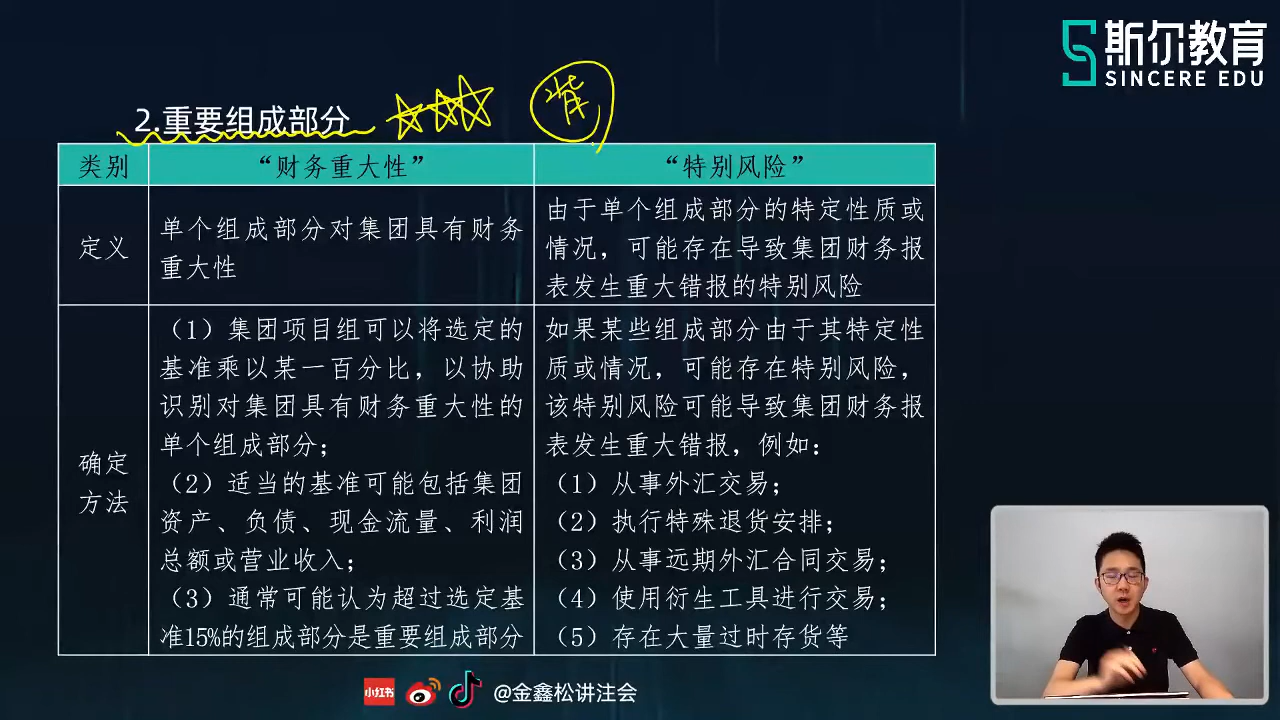 斯尔教育
SINCERE EDU
2.重要组成部分
背
类别
“财务重大性”
“特别风险”
定义
单个组成部分对集团具有财务
重大性
由于单个组成部分的特定性质或
情况，可能存在导致集团财务报
表发生重大错报的特别风险
确定
方法
（1）集团项目组可以将选定的
基准乘以某一百分比，以协助
识别对集团具有财务重大性的
单个组成部分；
（2）适当的基准可能包括集团
资产、负债、现金流量、利润
总额或营业收入；
（3）通常可能认为超过选定基
准15%的组成部分是重要组成部分
如果某些组成部分由于其特定性
质或情况，可能存在特别风险，
该特别风险可能导致集团财务报
表发生重大错报，例如：
（1）从事外汇交易；
（2）执行特殊退货安排；
（3）从事远期外汇合同交易；
（4）使用衍生工具进行交易；
（5）存在大量过时存货等
小红书
@金鑫松讲注会